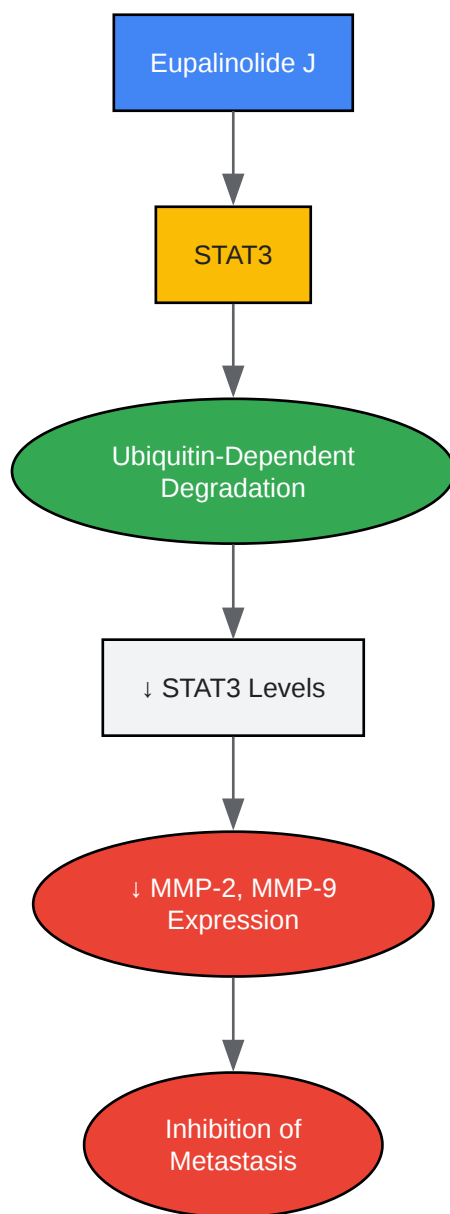 Eupalinolide J
STAT3
Ubiquitin-Dependent
Degradation
↓ STAT3 Levels
↓ MMP-2, MMP-9
Expression
Inhibition of
Metastasis